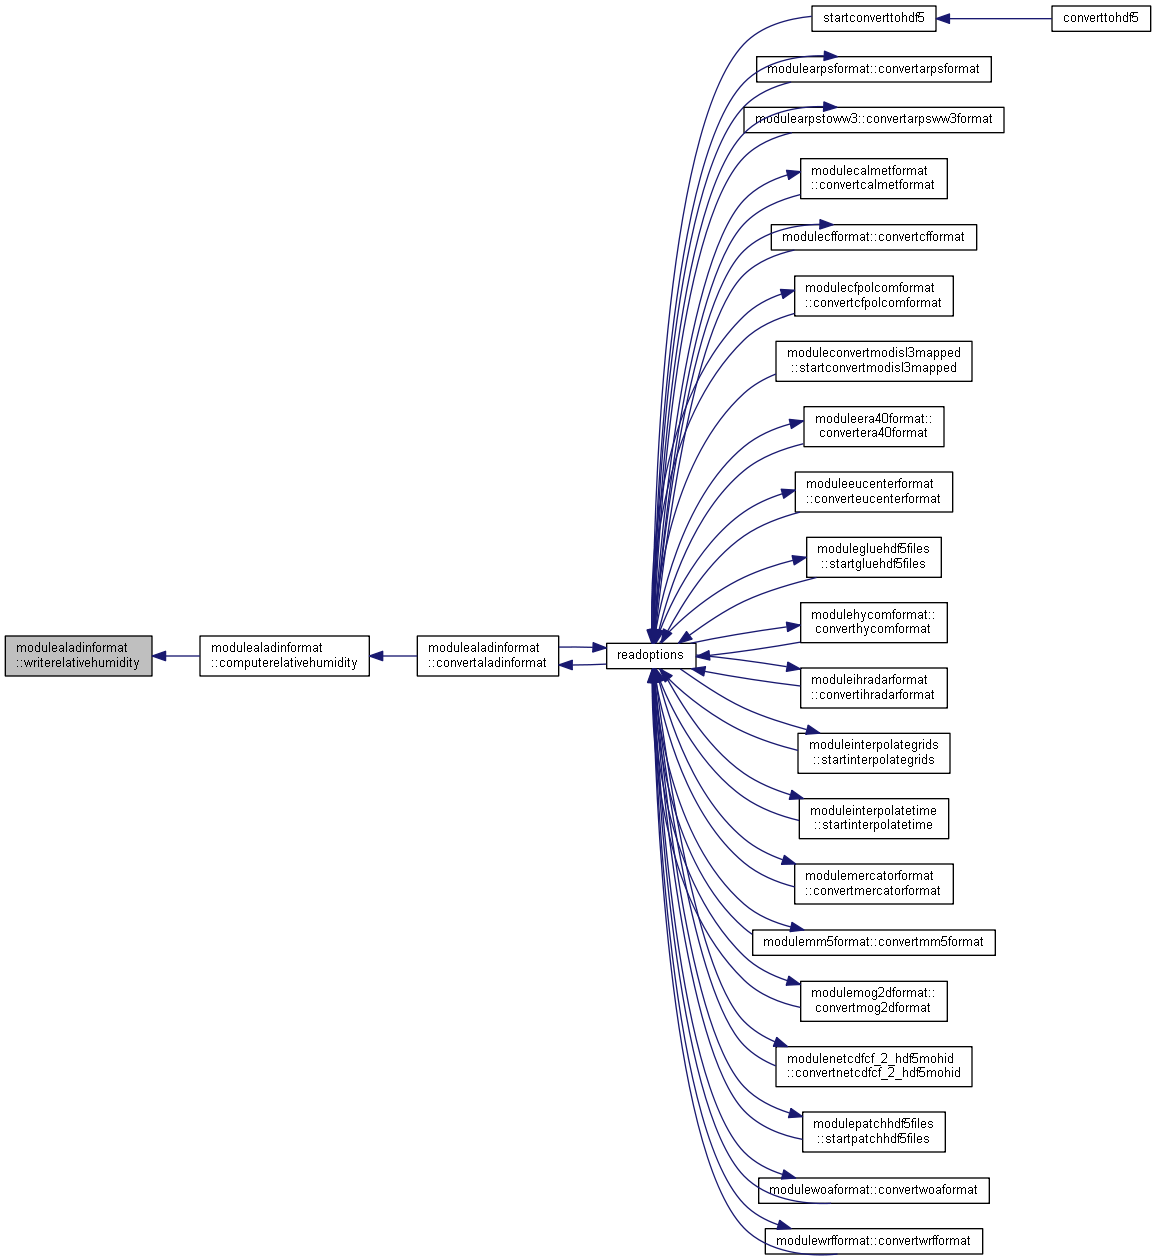 startconverttohdf5
converttohdf5
modulearpsformat::convertarpsformat
modulearpstoww3::convertarpsww3format
modulecalmetformat
::convertcalmetformat
modulecfformat::convertcfformat
modulecfpolcomformat
::convertcfpolcomformat
moduleconvertmodisl3mapped
::startconvertmodisl3mapped
moduleera40format::
convertera40format
moduleeucenterformat
::converteucenterformat
modulegluehdf5files
::startgluehdf5files
modulehycomformat::
converthycomformat
modulealadinformat
::writerelativehumidity
modulealadinformat
::computerelativehumidity
modulealadinformat
::convertaladinformat
readoptions
moduleihradarformat
::convertihradarformat
moduleinterpolategrids
::startinterpolategrids
moduleinterpolatetime
::startinterpolatetime
modulemercatorformat
::convertmercatorformat
modulemm5format::convertmm5format
modulemog2dformat::
convertmog2dformat
modulenetcdfcf_2_hdf5mohid
::convertnetcdfcf_2_hdf5mohid
modulepatchhdf5files
::startpatchhdf5files
modulewoaformat::convertwoaformat
modulewrfformat::convertwrfformat